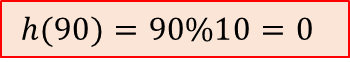 h(90) = 90%10 = 0